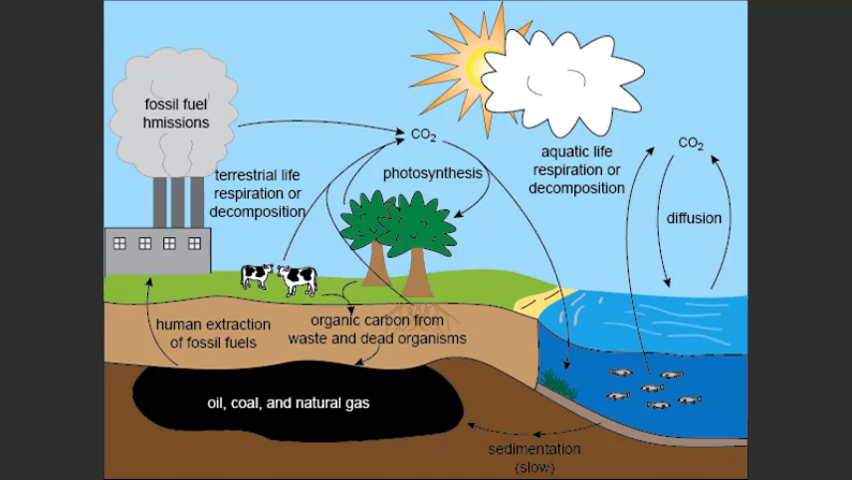 fossil fuel
hmissions
CO₂
terrestrial life
respiration or
decomposition
photosynthesis
aquatic life
respiration or
decomposition
CO₂
diffusion
human extraction
of fossil fuels
organic carbon from
waste and dead organisms
oil, coal, and natural gas
sedimentation
(slow)